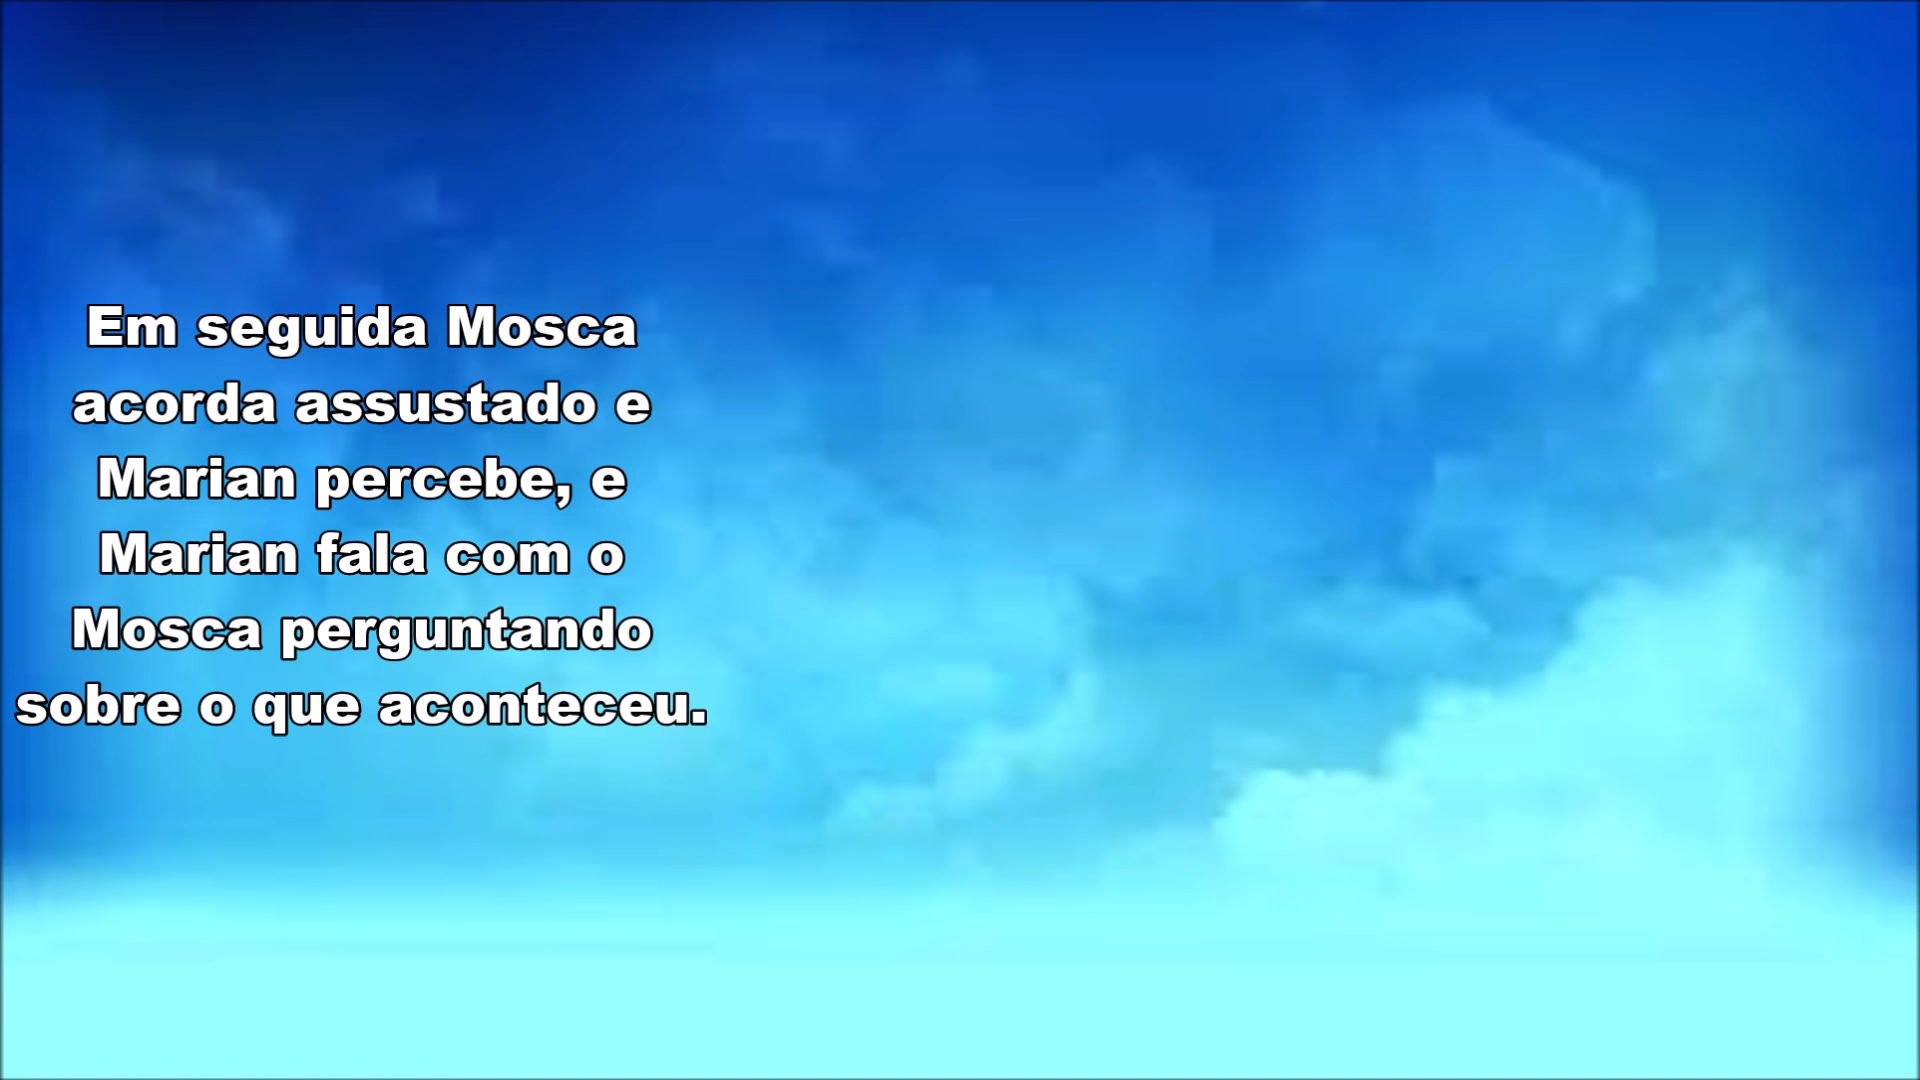 Em seguida Mosca
acorda assustado e
Marian percebe, e
Marian fala com o
Mosca perguntando
sobre o que aconteceu.